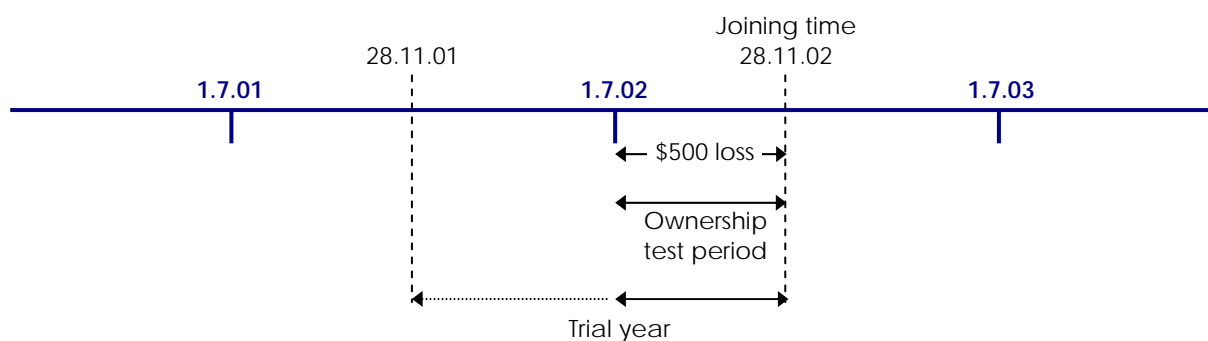 Joining time
28.11.01
28.11.02
1.7.01
1.7.02
1.7.03
$500 loss
Ownership
test period
Trial year